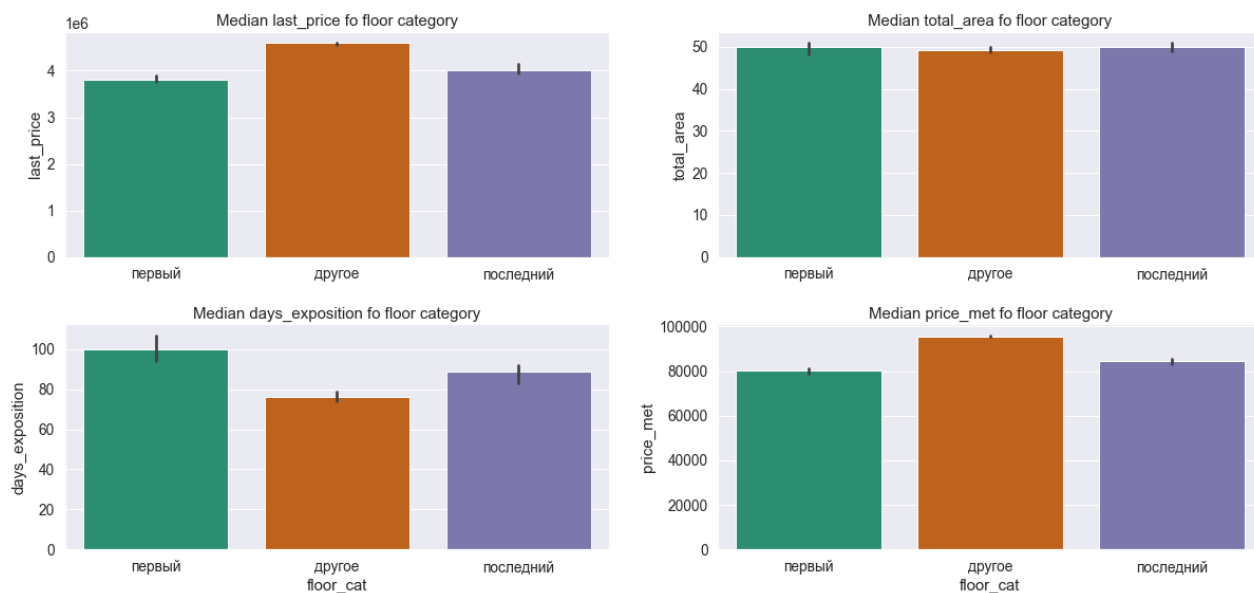 Median last_price fo floor category
1e6
last_price
4
3
2
1
0
первый другое последний
Median total_area fo floor category
total_area
50
40
30
20
10
0
первый другое последний
Median days_exposition fo floor category
days_exposition
100
80
60
40
20
0
первый другое последний
floor_cat
Median price_met fo floor category
price_met
100000
80000
60000
40000
20000
0
первый другое последний
floor_cat